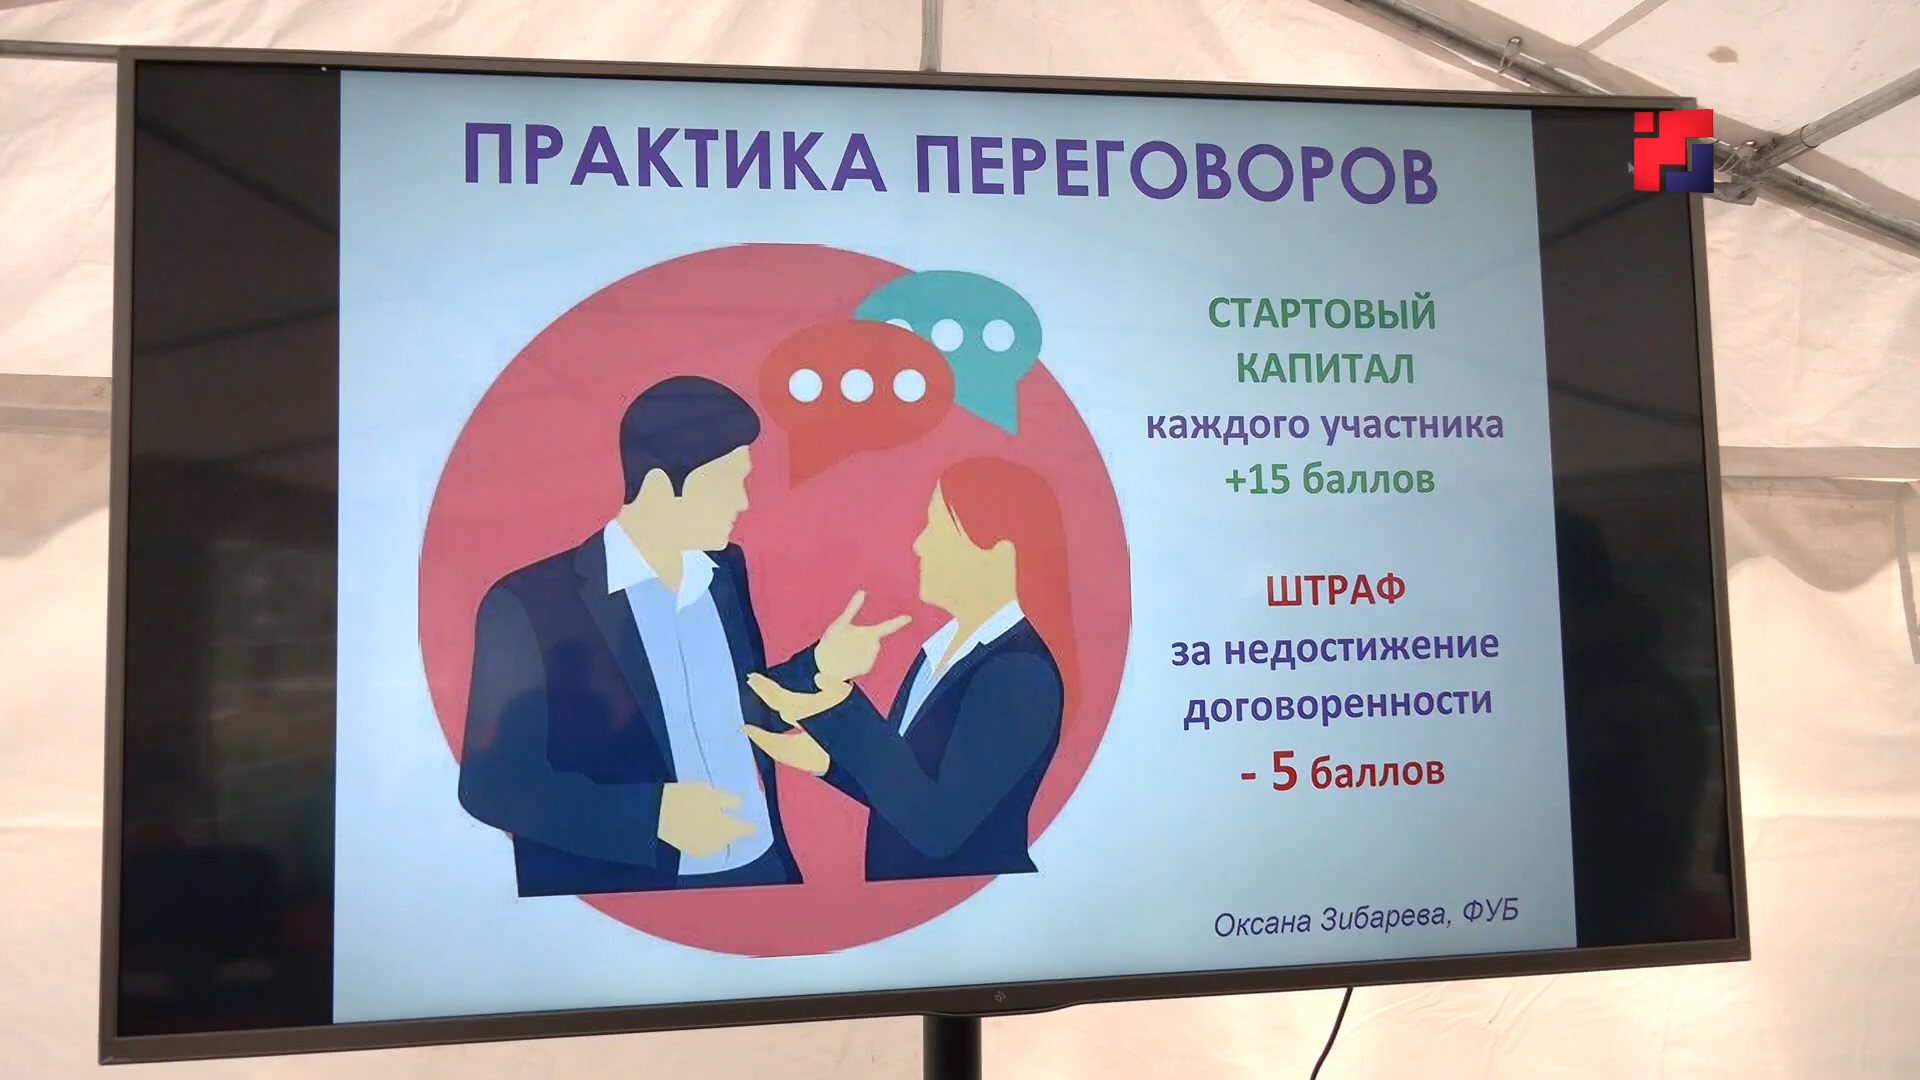 ПРАКТИКА ПЕРЕГОВОРОВ
СТАРТОВЫЙ
КАПИТАЛ
каждого участника
+15 баллов
ШТРАФ
за недостижение
договоренности
- 5 баллов
Оксана Зибарева, ФУБ